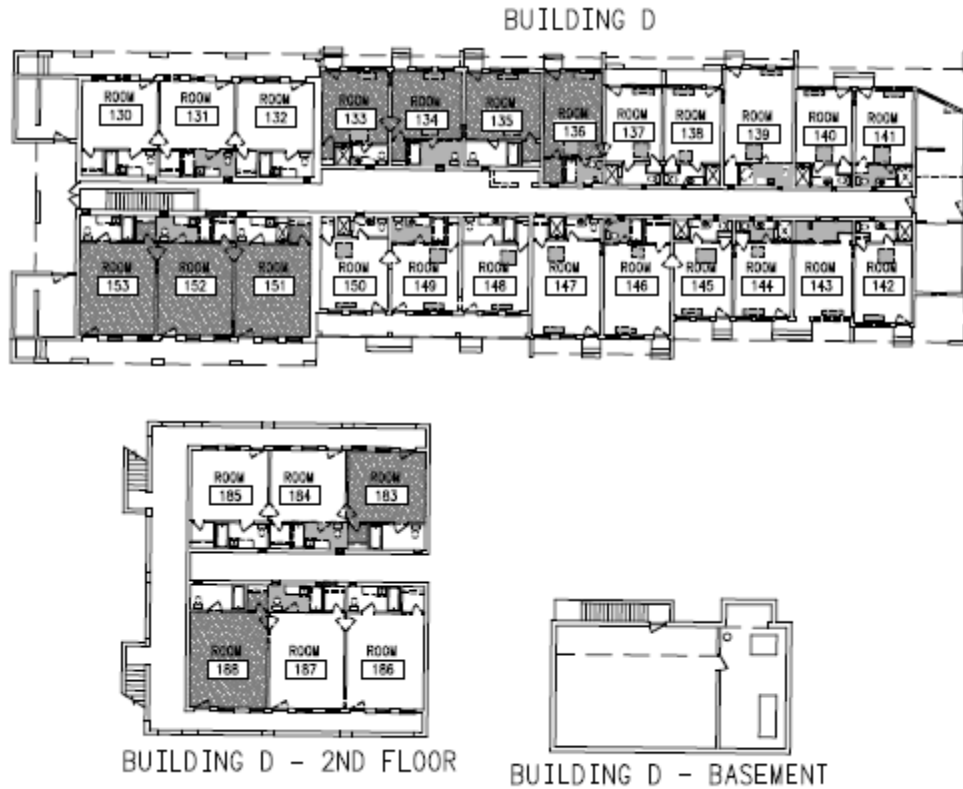 BUILDING D
ROOM 130
ROOM 131
ROOM 132
ROOM 133
ROOM 134
ROOM 135
ROOM 136
ROOM 137
ROOM 138
ROOM 139
ROOM 140
ROOM 141
ROOM 153
ROOM 152
ROOM 151
ROOM 150
ROOM 149
ROOM 148
ROOM 147
ROOM 146
ROOM 145
ROOM 144
ROOM 143
ROOM 142
ROOM 185
ROOM 184
ROOM 183
ROOM 188
ROOM 187
ROOM 186
BUILDING D - 2ND FLOOR
BUILDING D - BASEMENT